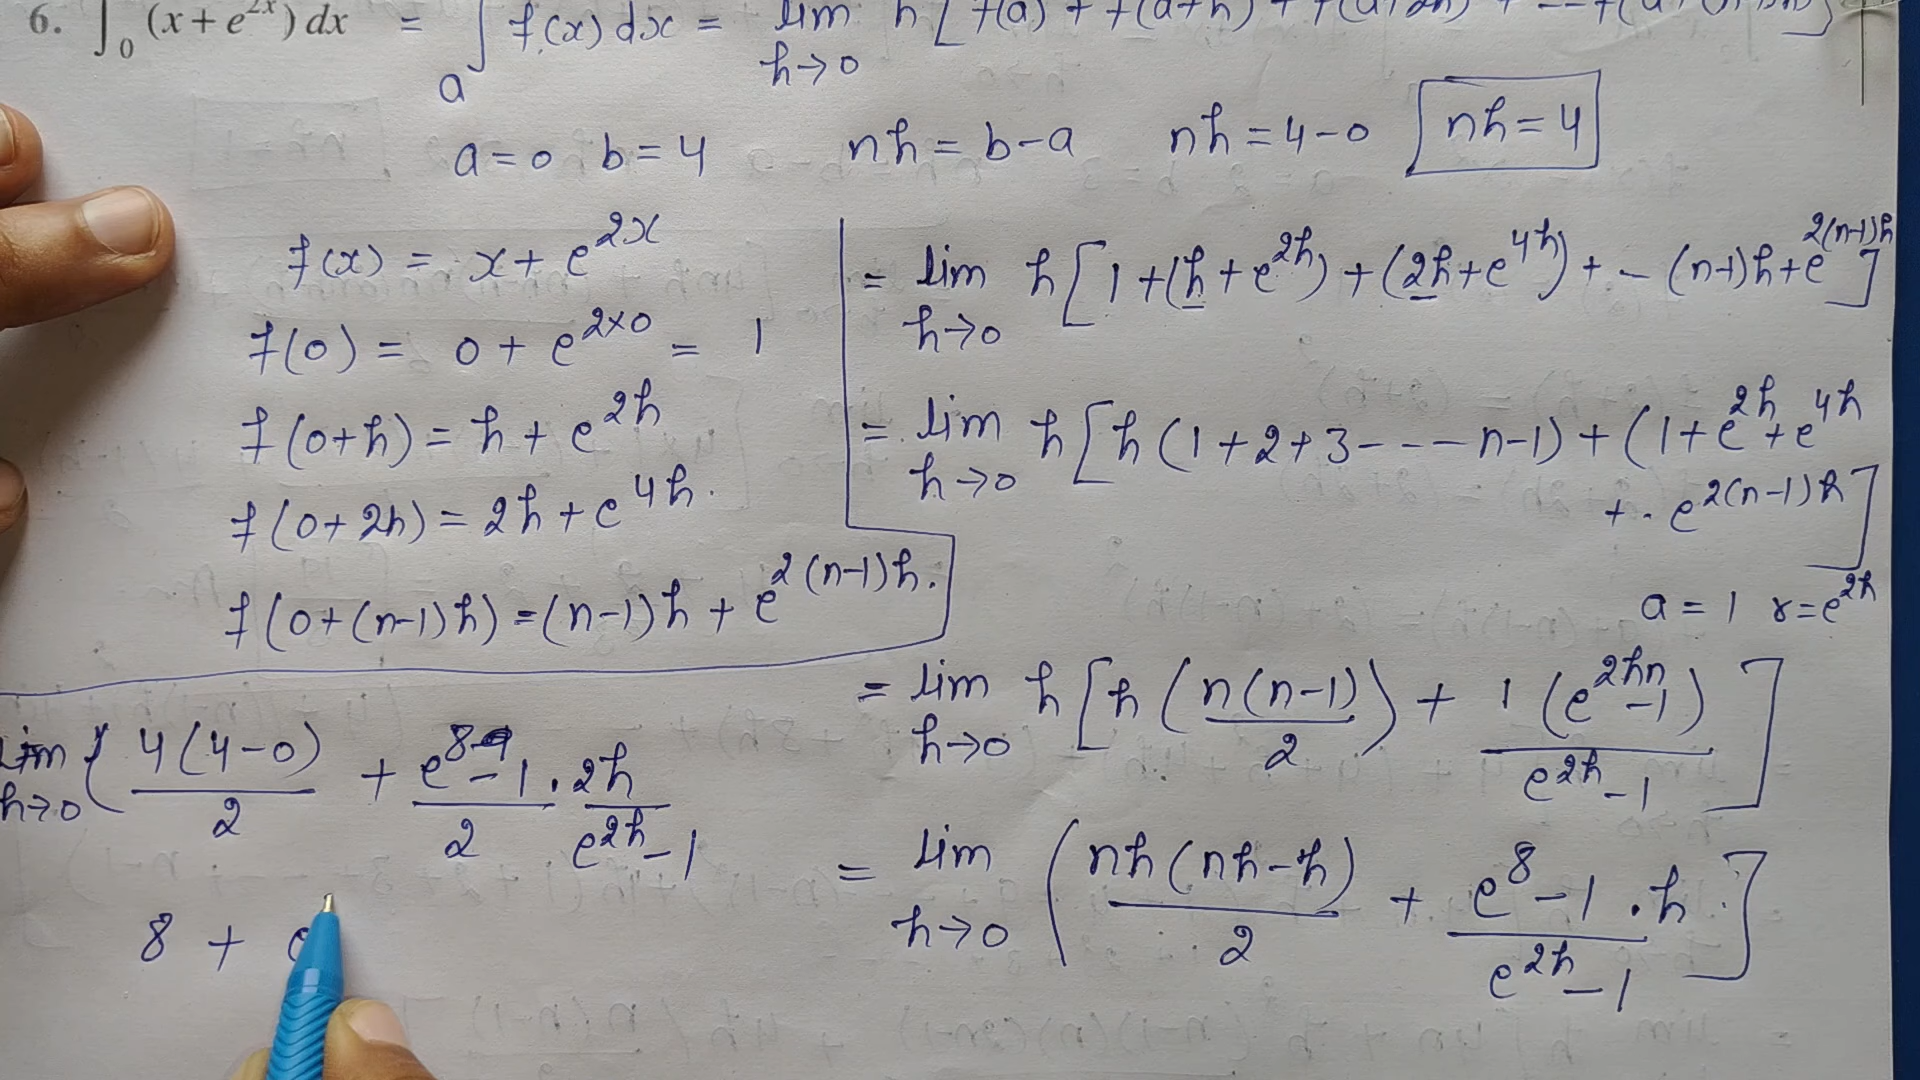 6. ∫₀ (x + e^{2x}) dx = ∫ₐ f(x) dx = lim h→0 h [ f(a) + f(a+h) +
a = 0 b = 4 nh = b-a nh = 4-0 nh = 4
f(x) = x + e^{2x}
f(0) = 0 + e^{2×0} = 1
f(0+h) = h + e^{2h}
f(0+2h) = 2h + e^{4h}.
f(0+(n-1)h) = (n-1)h + e^{2(n-1)h}.
= lim h→0 h [ 1 + (h + e^{2h}) + (2h + e^{4h}) + - (n-1)h + e^{2(n-1)h} ]
= lim h→0 h [ h (1+2+3---- n-1) + (1 + e^{2h} + e^{4h}
+ - e^{2(n-1)h} ]
a = 1 r = e^{2h}
= lim h→0 h [ h ( n(n-1) / 2 ) + 1 (e^{2hn} - 1) / e^{2h} - 1 ]
= lim h→0 ( nh (nh - h) / 2 + e^8 - 1 / e^{2h} - 1 . h ]
lim h→0 { 4(4-0) / 2 + e^8 - 1 / 2 . 2h / e^{2h} - 1
8 + e